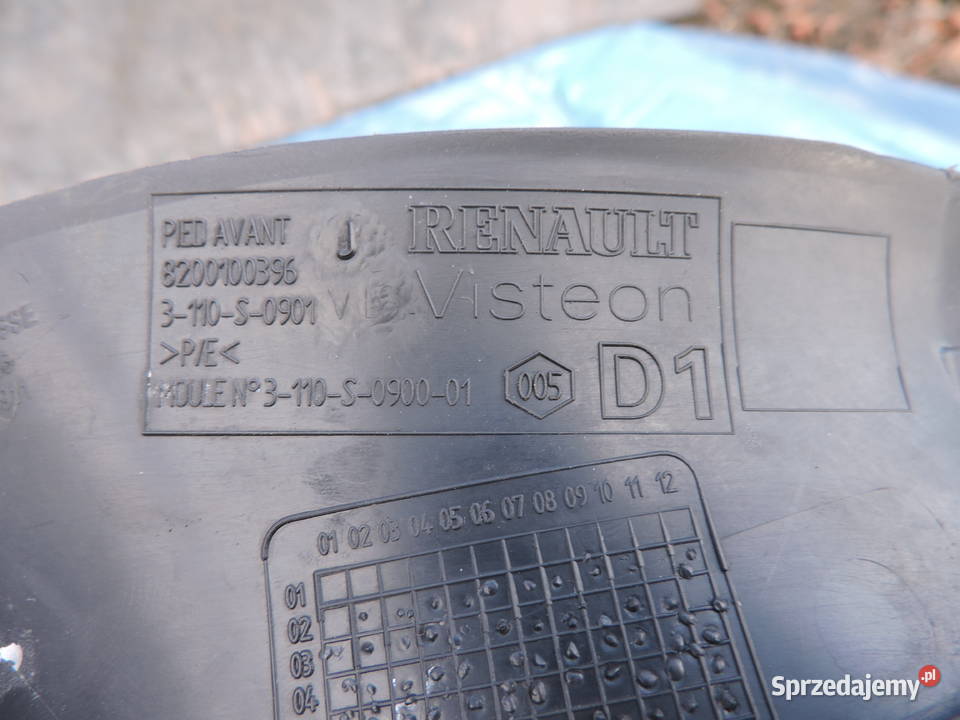 PIED AVANT
8200100396
3-110-S-0901
>P/E<
MOULE N° 3-110-S-0900-01
RENAULT
Visteon
005
D1
01 02 03 04 05 06 07 08 09 10 11 12
01
02
03
04
Sprzedajemy.pl